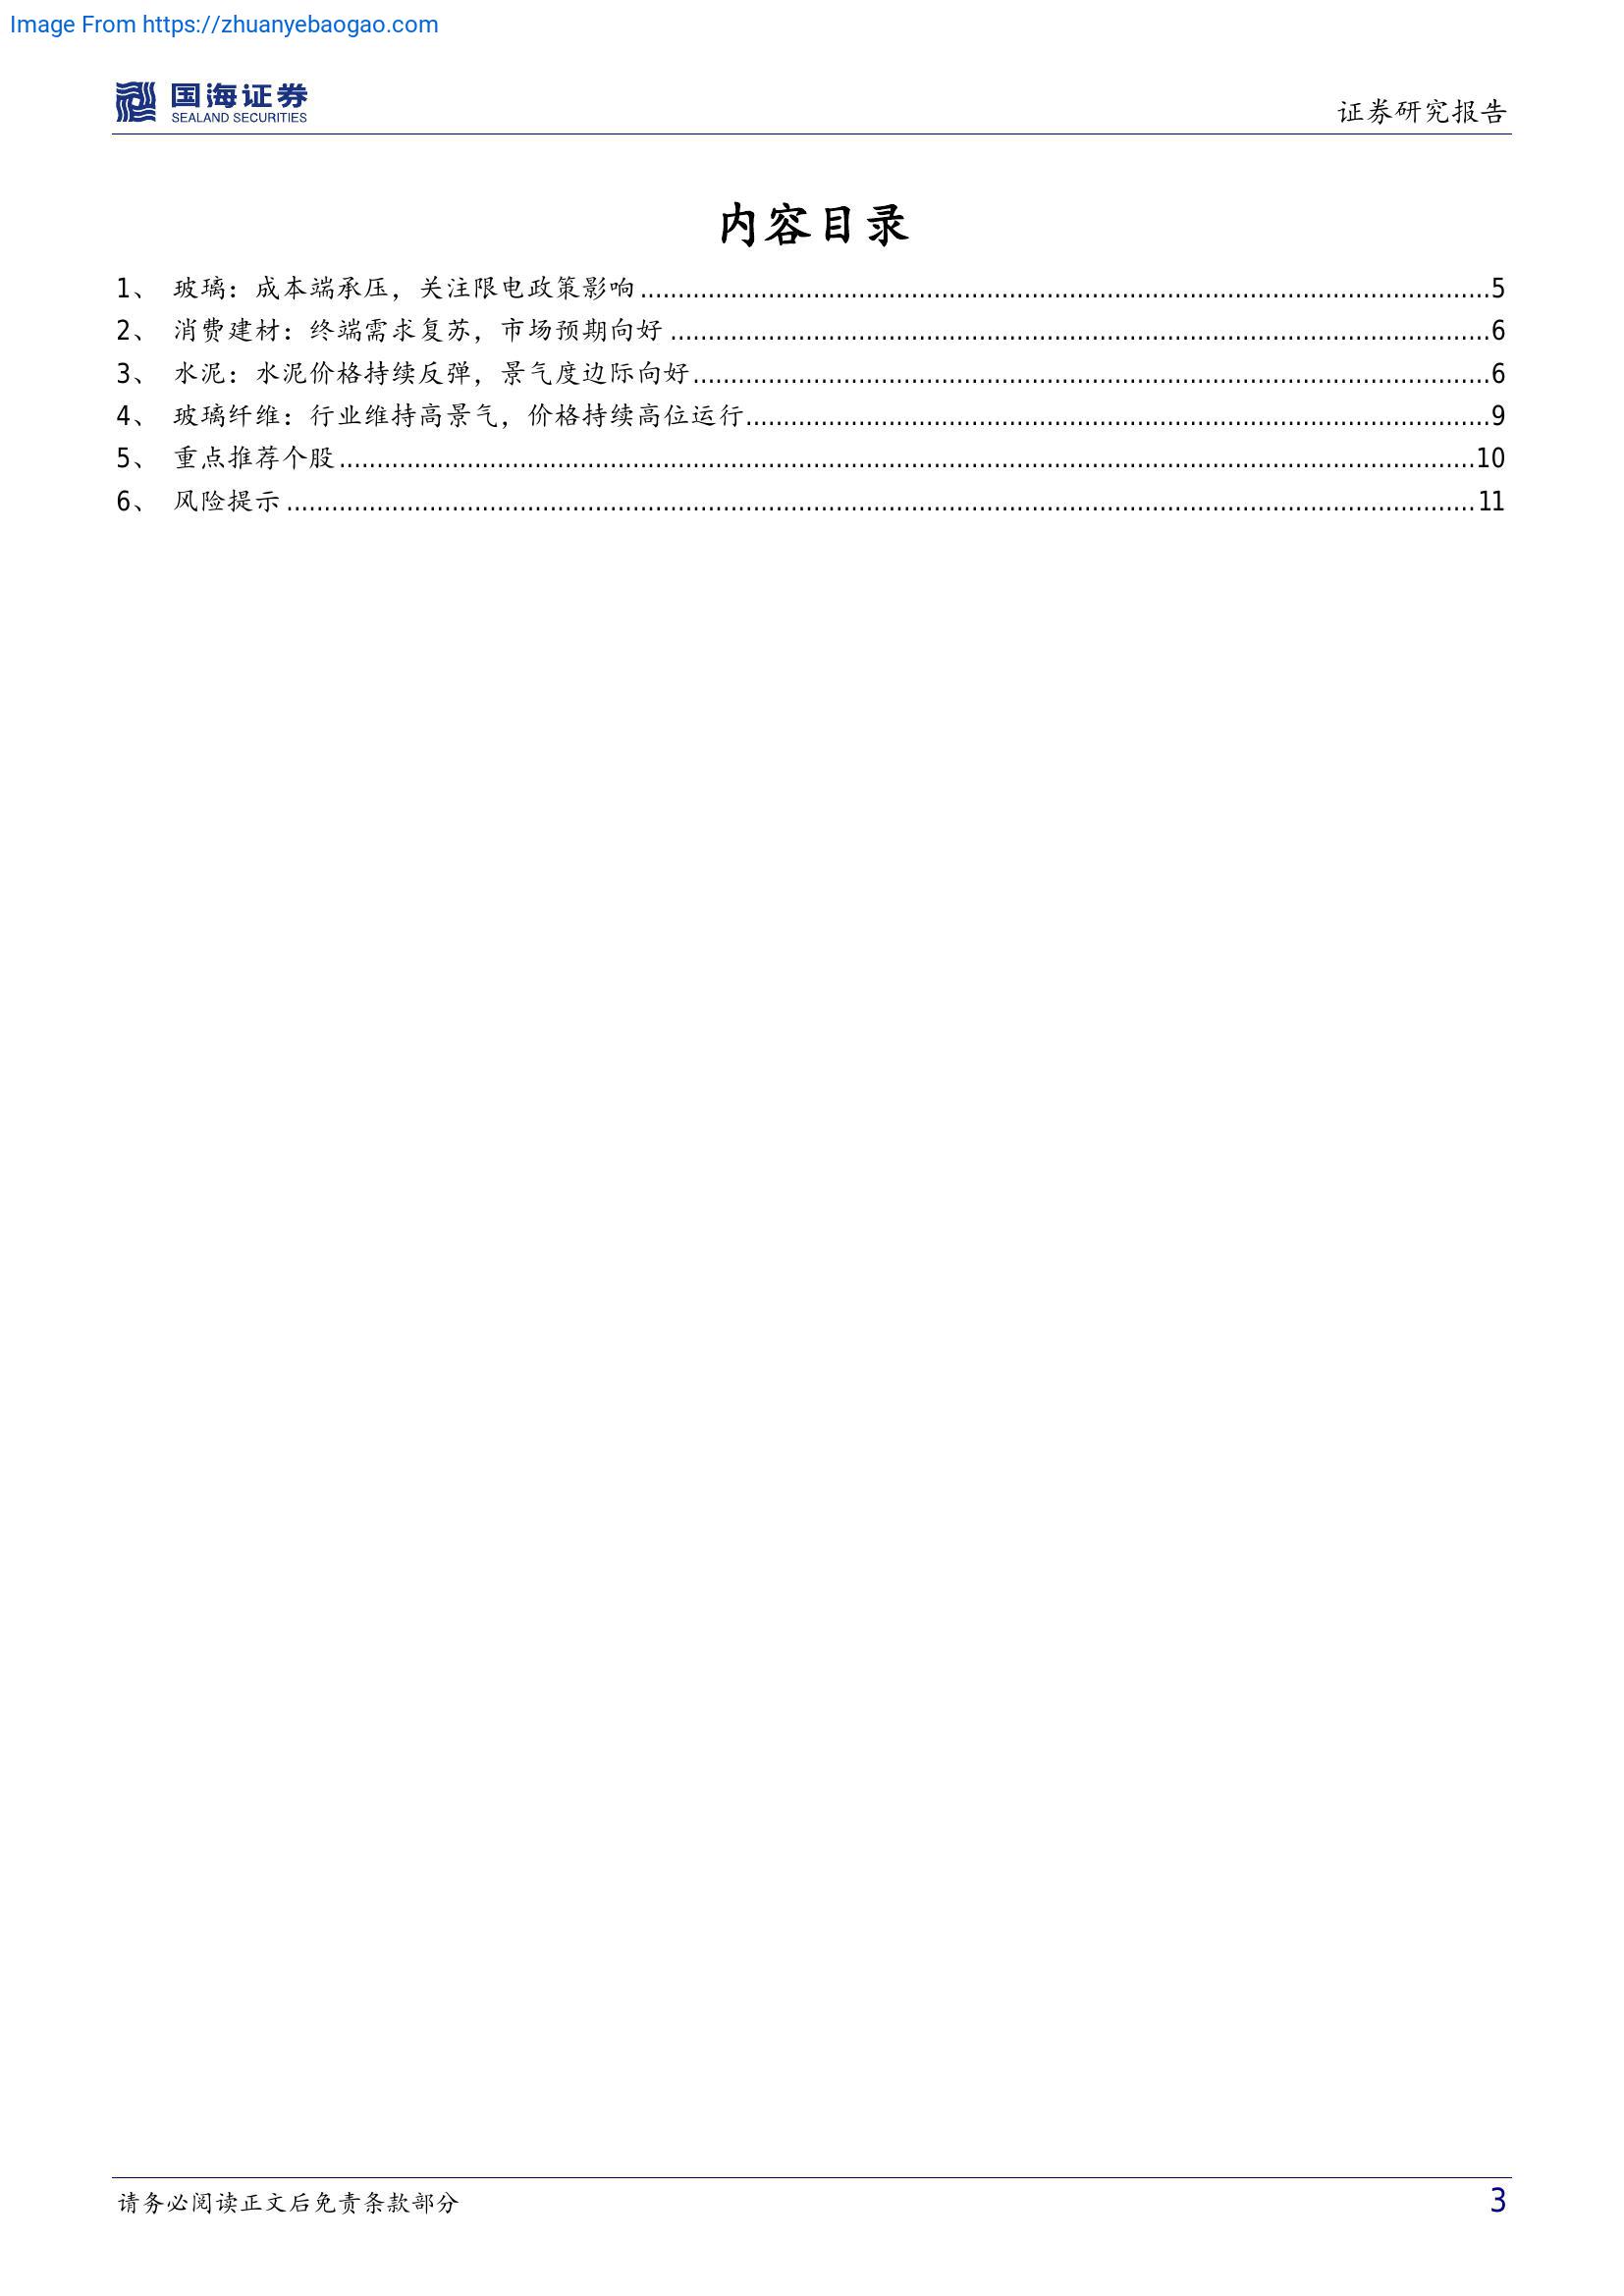 Image From https://zhuanyebaogao.com
国海证券
SEALAND SECURITIES
证券研究报告
内容目录
1、 玻璃：成本端承压，关注限电政策影响........................................5
2、 消费建材：终端需求复苏，市场预期向好........................................6
3、 水泥：水泥价格持续反弹，景气度边际向好........................................6
4、 玻璃纤维：行业维持高景气，价格持续高位运行........................................9
5、 重点推荐个股........................................10
6、 风险提示........................................11
请务必阅读正文后免责条款部分
3